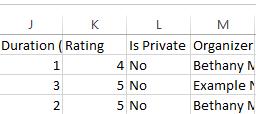 J K L M
Duration ( Rating Is Private Organizer
1 4 No Bethany M
3 5 No Example N
2 5 No Bethany M